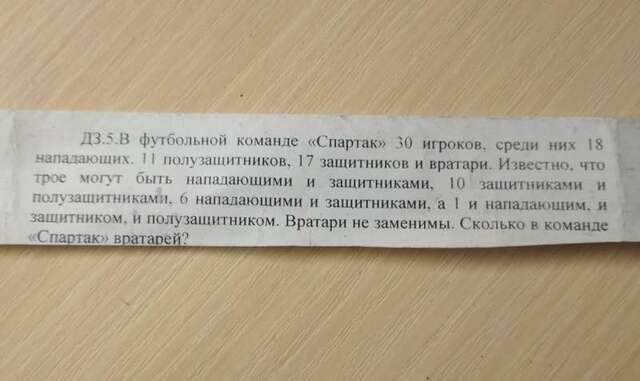 ДЗ.5.В футбольной команде «Спартак» 30 игроков, среди них 18
нападающих. 11 полузащитников, 17 защитников и вратари. Известно, что
трое могут быть нападающими и защитниками, 10 защитниками и
полузащитниками, 6 нападающими и защитниками, а 1 и нападающим, и
защитником, и полузащитником. Вратари не заменимы. Сколько в команде
«Спартак» вратарей?